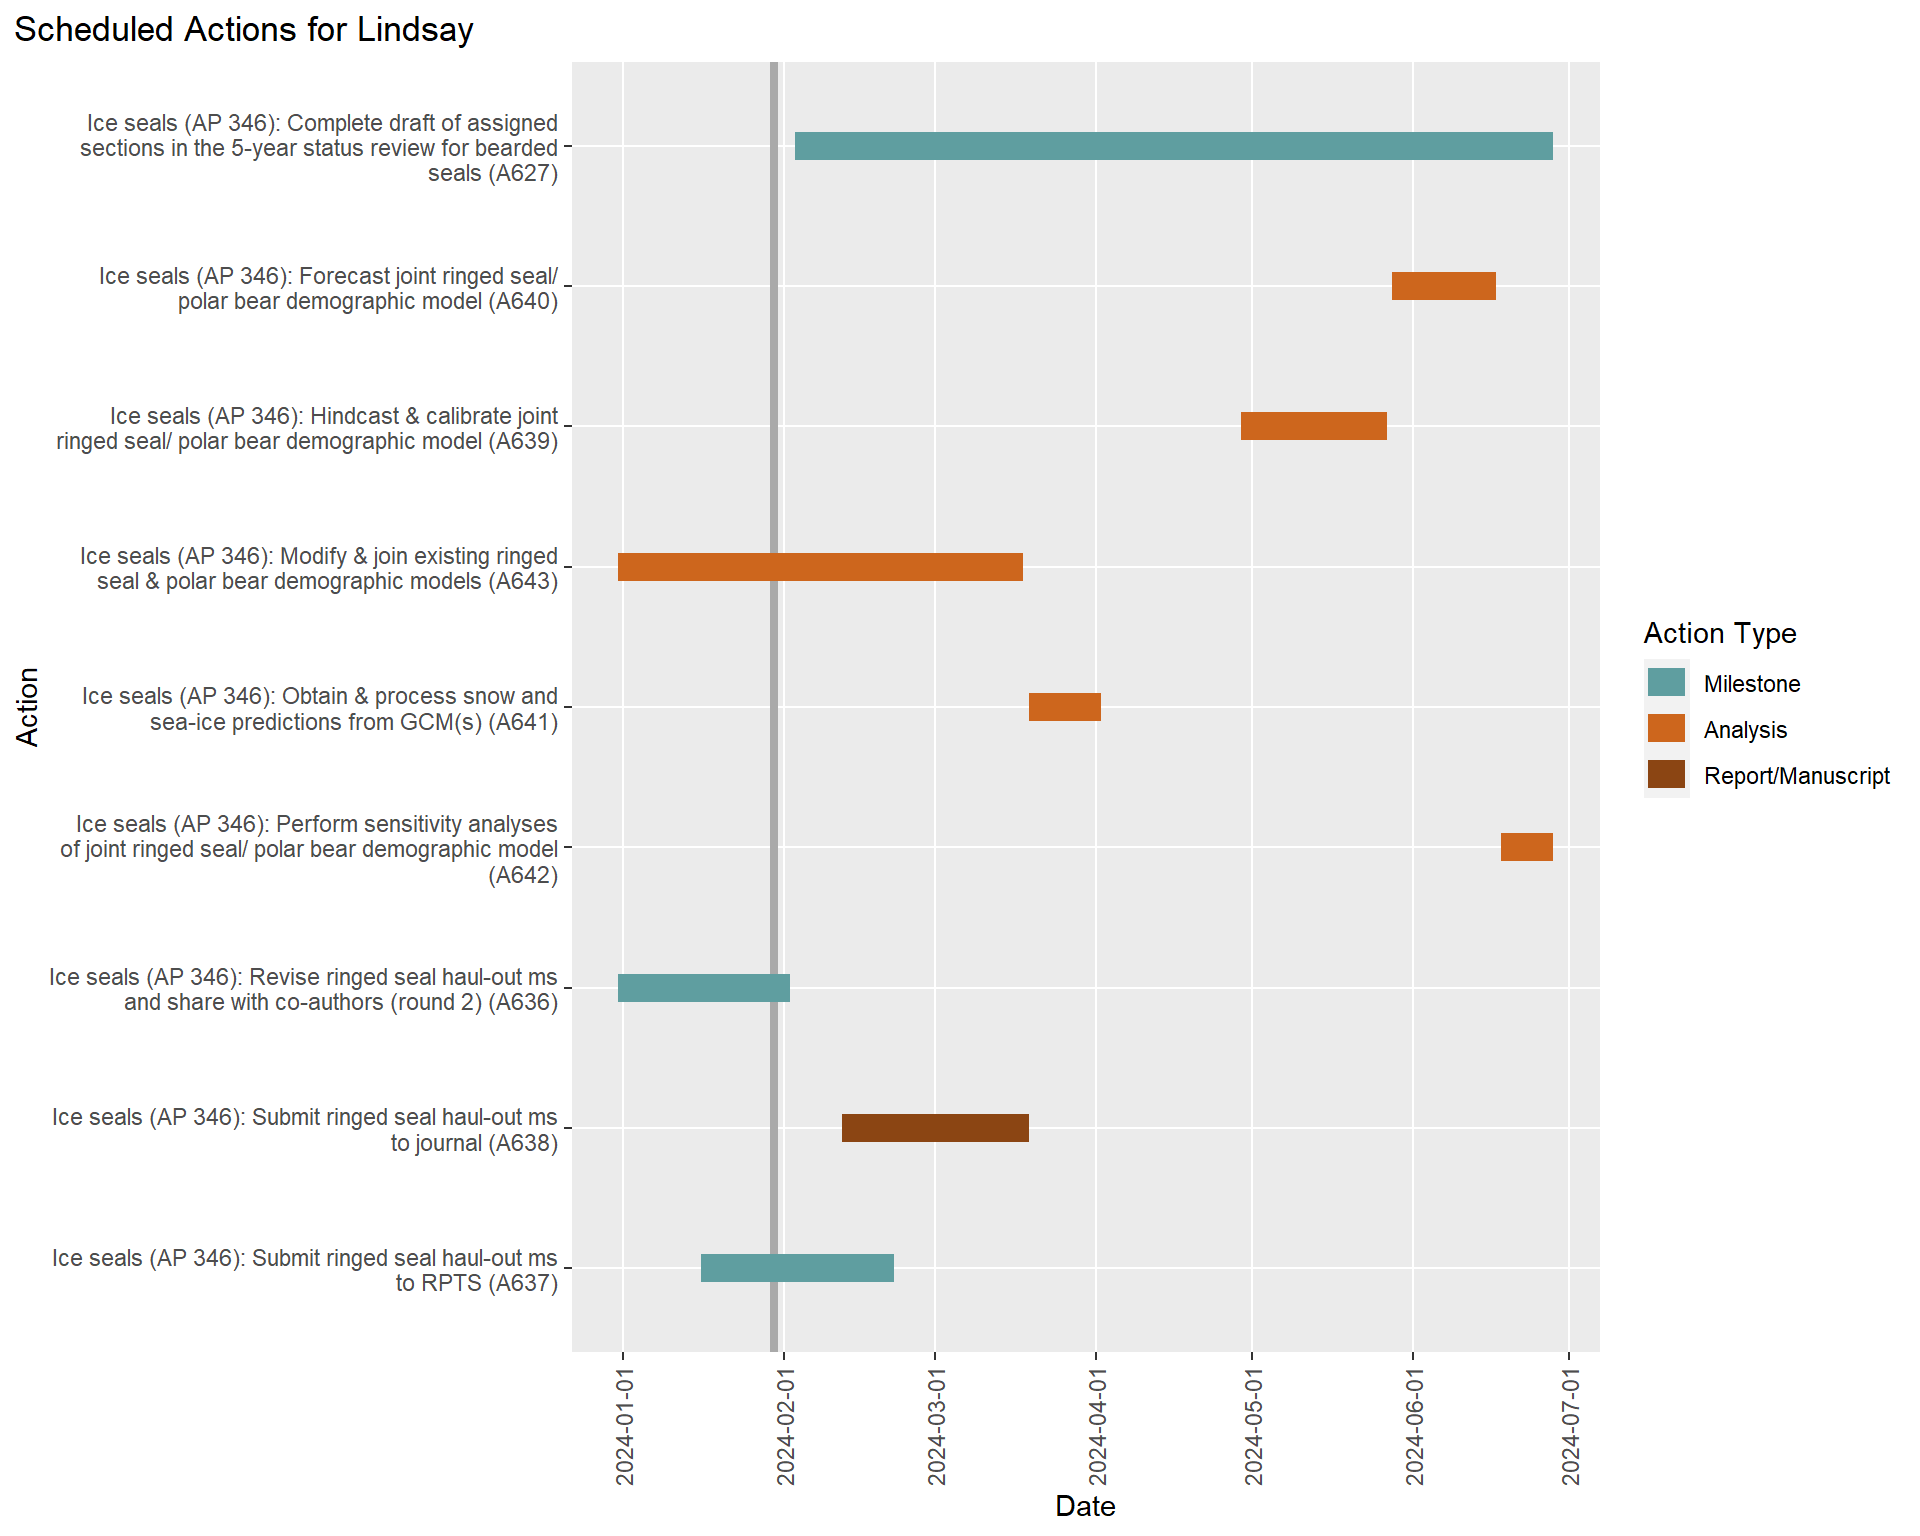 Scheduled Actions for Lindsay
Ice seals (AP 346): Complete draft of assigned
sections in the 5-year status review for bearded
seals (A627)
Ice seals (AP 346): Forecast joint ringed seal/
polar bear demographic model (A640)
Ice seals (AP 346): Hindcast & calibrate joint
ringed seal/ polar bear demographic model (A639)
Ice seals (AP 346): Modify & join existing ringed
seal & polar bear demographic models (A643)
Ice seals (AP 346): Obtain & process snow and
sea-ice predictions from GCM(s) (A641)
Ice seals (AP 346): Perform sensitivity analyses
of joint ringed seal/ polar bear demographic model
(A642)
Ice seals (AP 346): Revise ringed seal haul-out ms
and share with co-authors (round 2) (A636)
Ice seals (AP 346): Submit ringed seal haul-out ms
to journal (A638)
Ice seals (AP 346): Submit ringed seal haul-out ms
to RPTS (A637)
Action
2024-01-01
2024-02-01
2024-03-01
2024-04-01
2024-05-01
2024-06-01
2024-07-01
Date
Action Type
Milestone
Analysis
Report/Manuscript